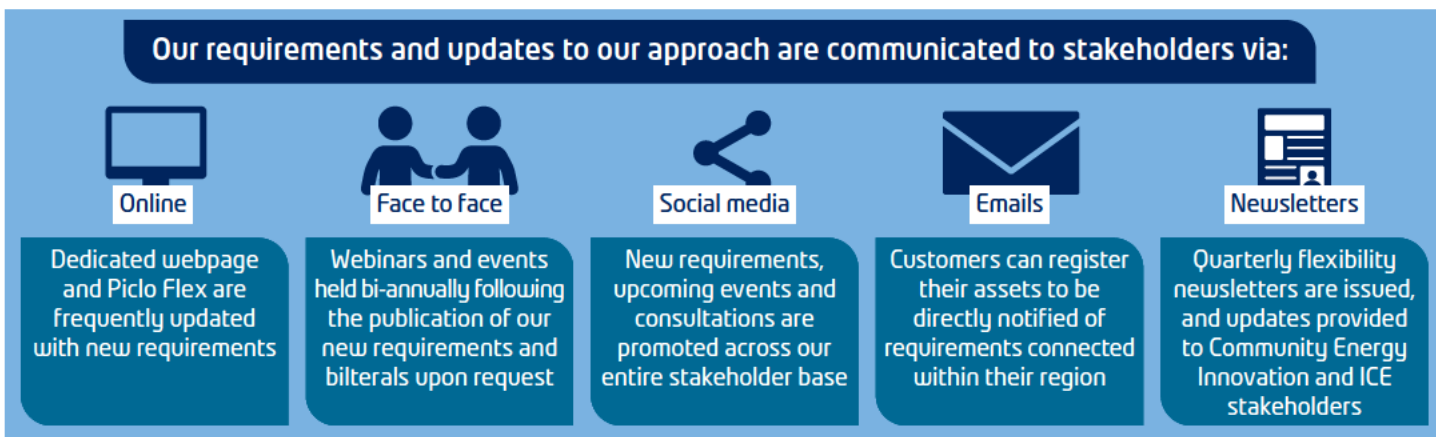 Our requirements and updates to our approach are communicated to stakeholders via:
Online
Dedicated webpage
and Piclo Flex are
frequently updated
with new requirements
Face to face
Webinars and events
held bi-annually following
the publication of our
new requirements and
bilterals upon request
Social media
New requirements,
upcoming events and
consultations are
promoted across our
entire stakeholder base
Emails
Customers can register
their assets to be
directly notified of
requirements connected
within their region
Newsletters
Quarterly flexibility
newsletters are issued,
and updates provided
to Community Energy
Innovation and ICE
stakeholders